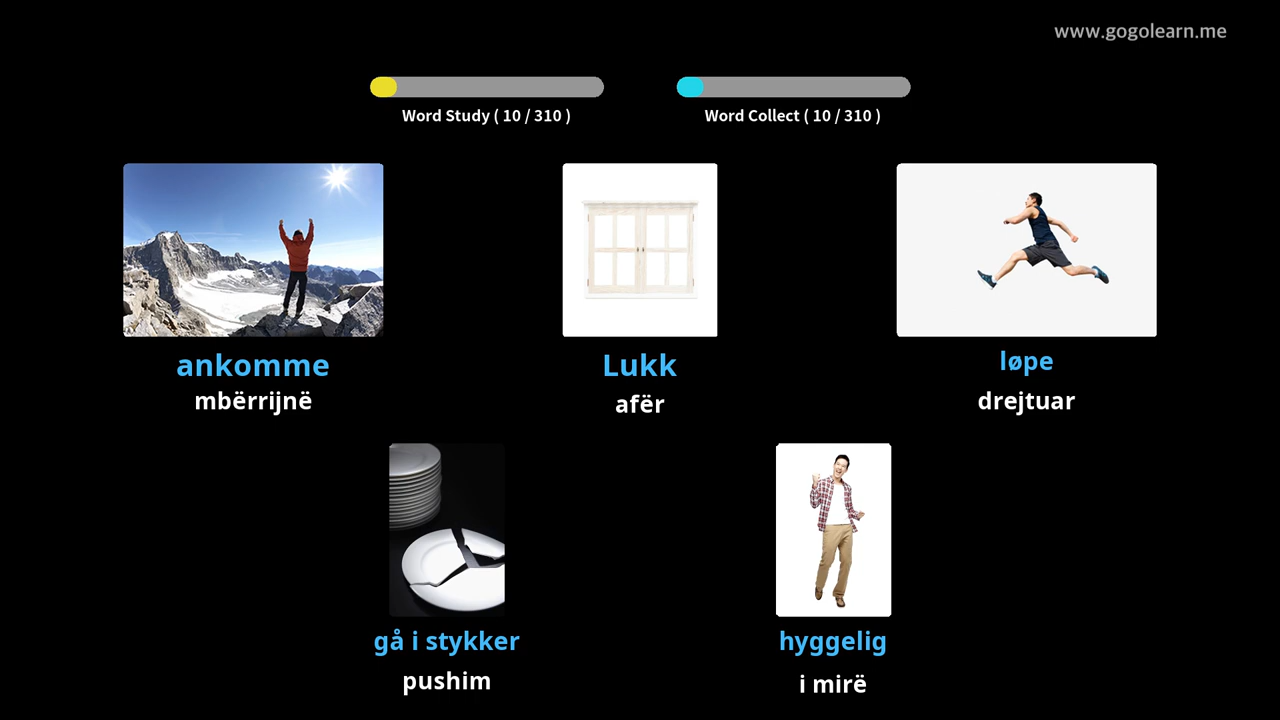 www.gogolearn.me
Word Study ( 10 / 310 )
Word Collect ( 10 / 310 )
ankomme
mbërrijnë
Lukk
afër
løpe
drejtuar
gå i stykker
pushim
hyggelig
i mirë